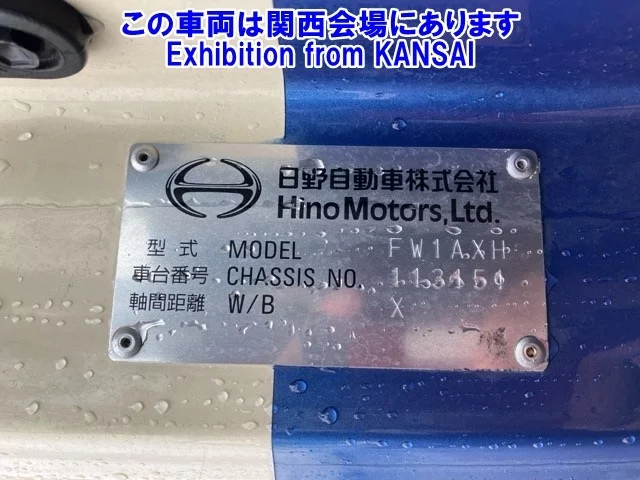 この車両は関西会場にあります
Exhibition from KANSAI
日野自動車株式会社
Hino Motors, Ltd.
型式 MODEL FW1AXH
車台番号 CHASSIS NO. 113454
軸間距離 W/B X